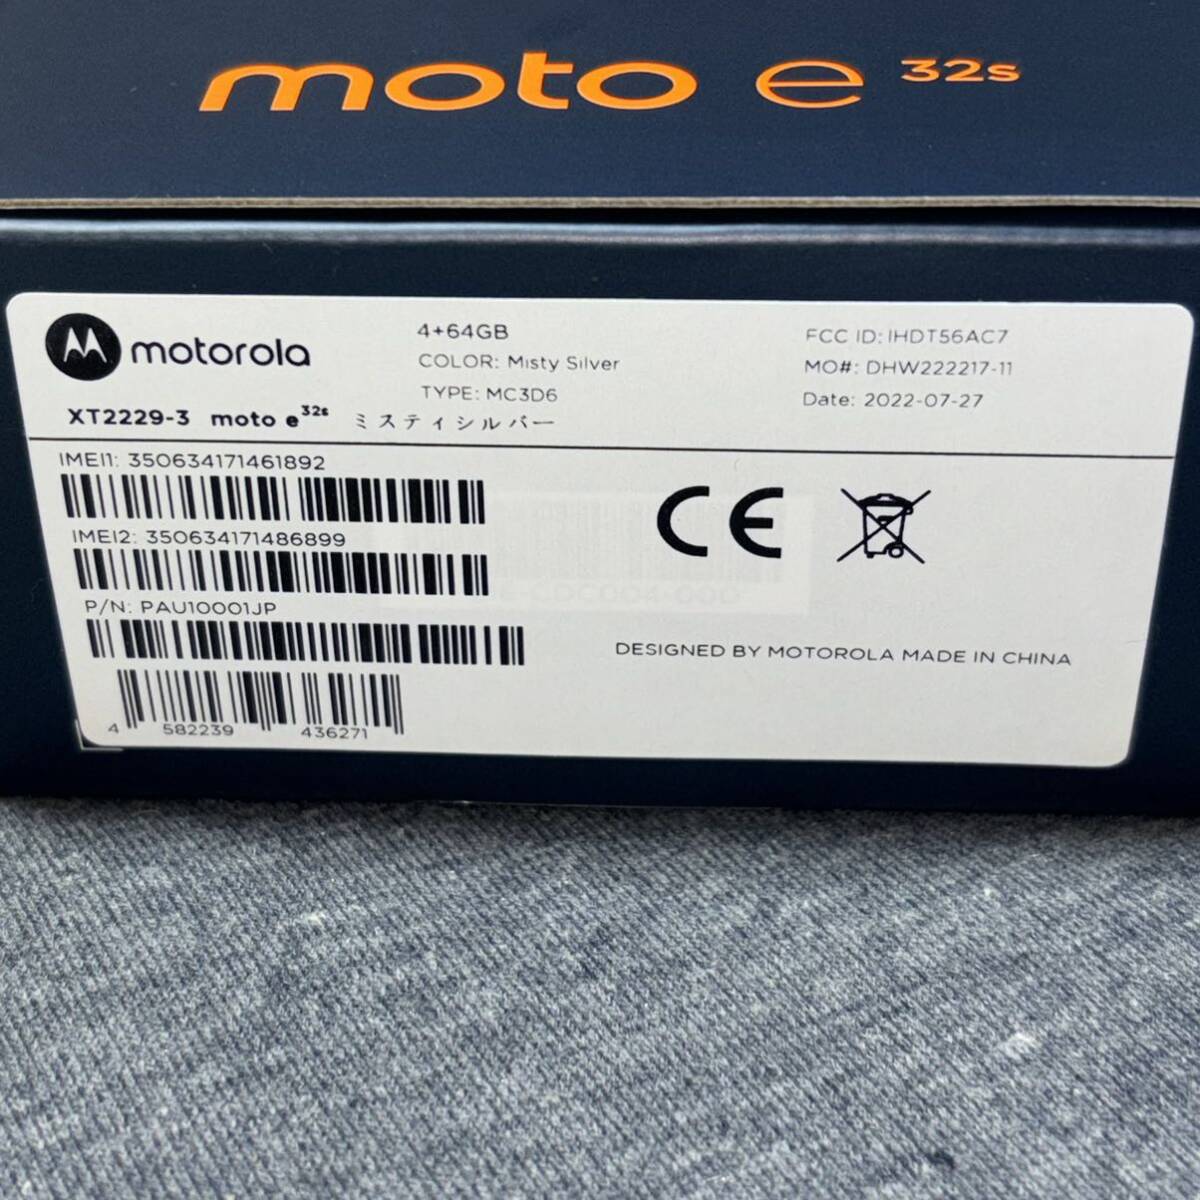 moto e 32s
motorola
4+64GB
COLOR: Misty Silver
TYPE: MC3D6
FCC ID: IHDT56AC7
MO#: DHW222217-11
Date: 2022-07-27
XT2229-3 moto e32s ミスティシルバー
IMEI1: 350634171461892
IMEI2: 350634171486899
P/N: PAU10001JP
4 582239 436271
CE
DESIGNED BY MOTOROLA MADE IN CHINA